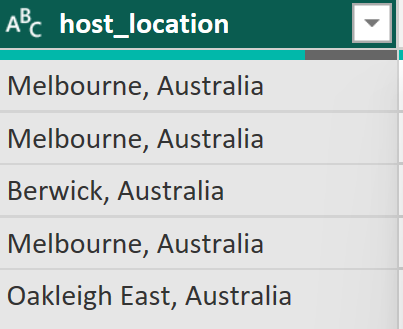 ABC host_location
Melbourne, Australia
Melbourne, Australia
Berwick, Australia
Melbourne, Australia
Oakleigh East, Australia